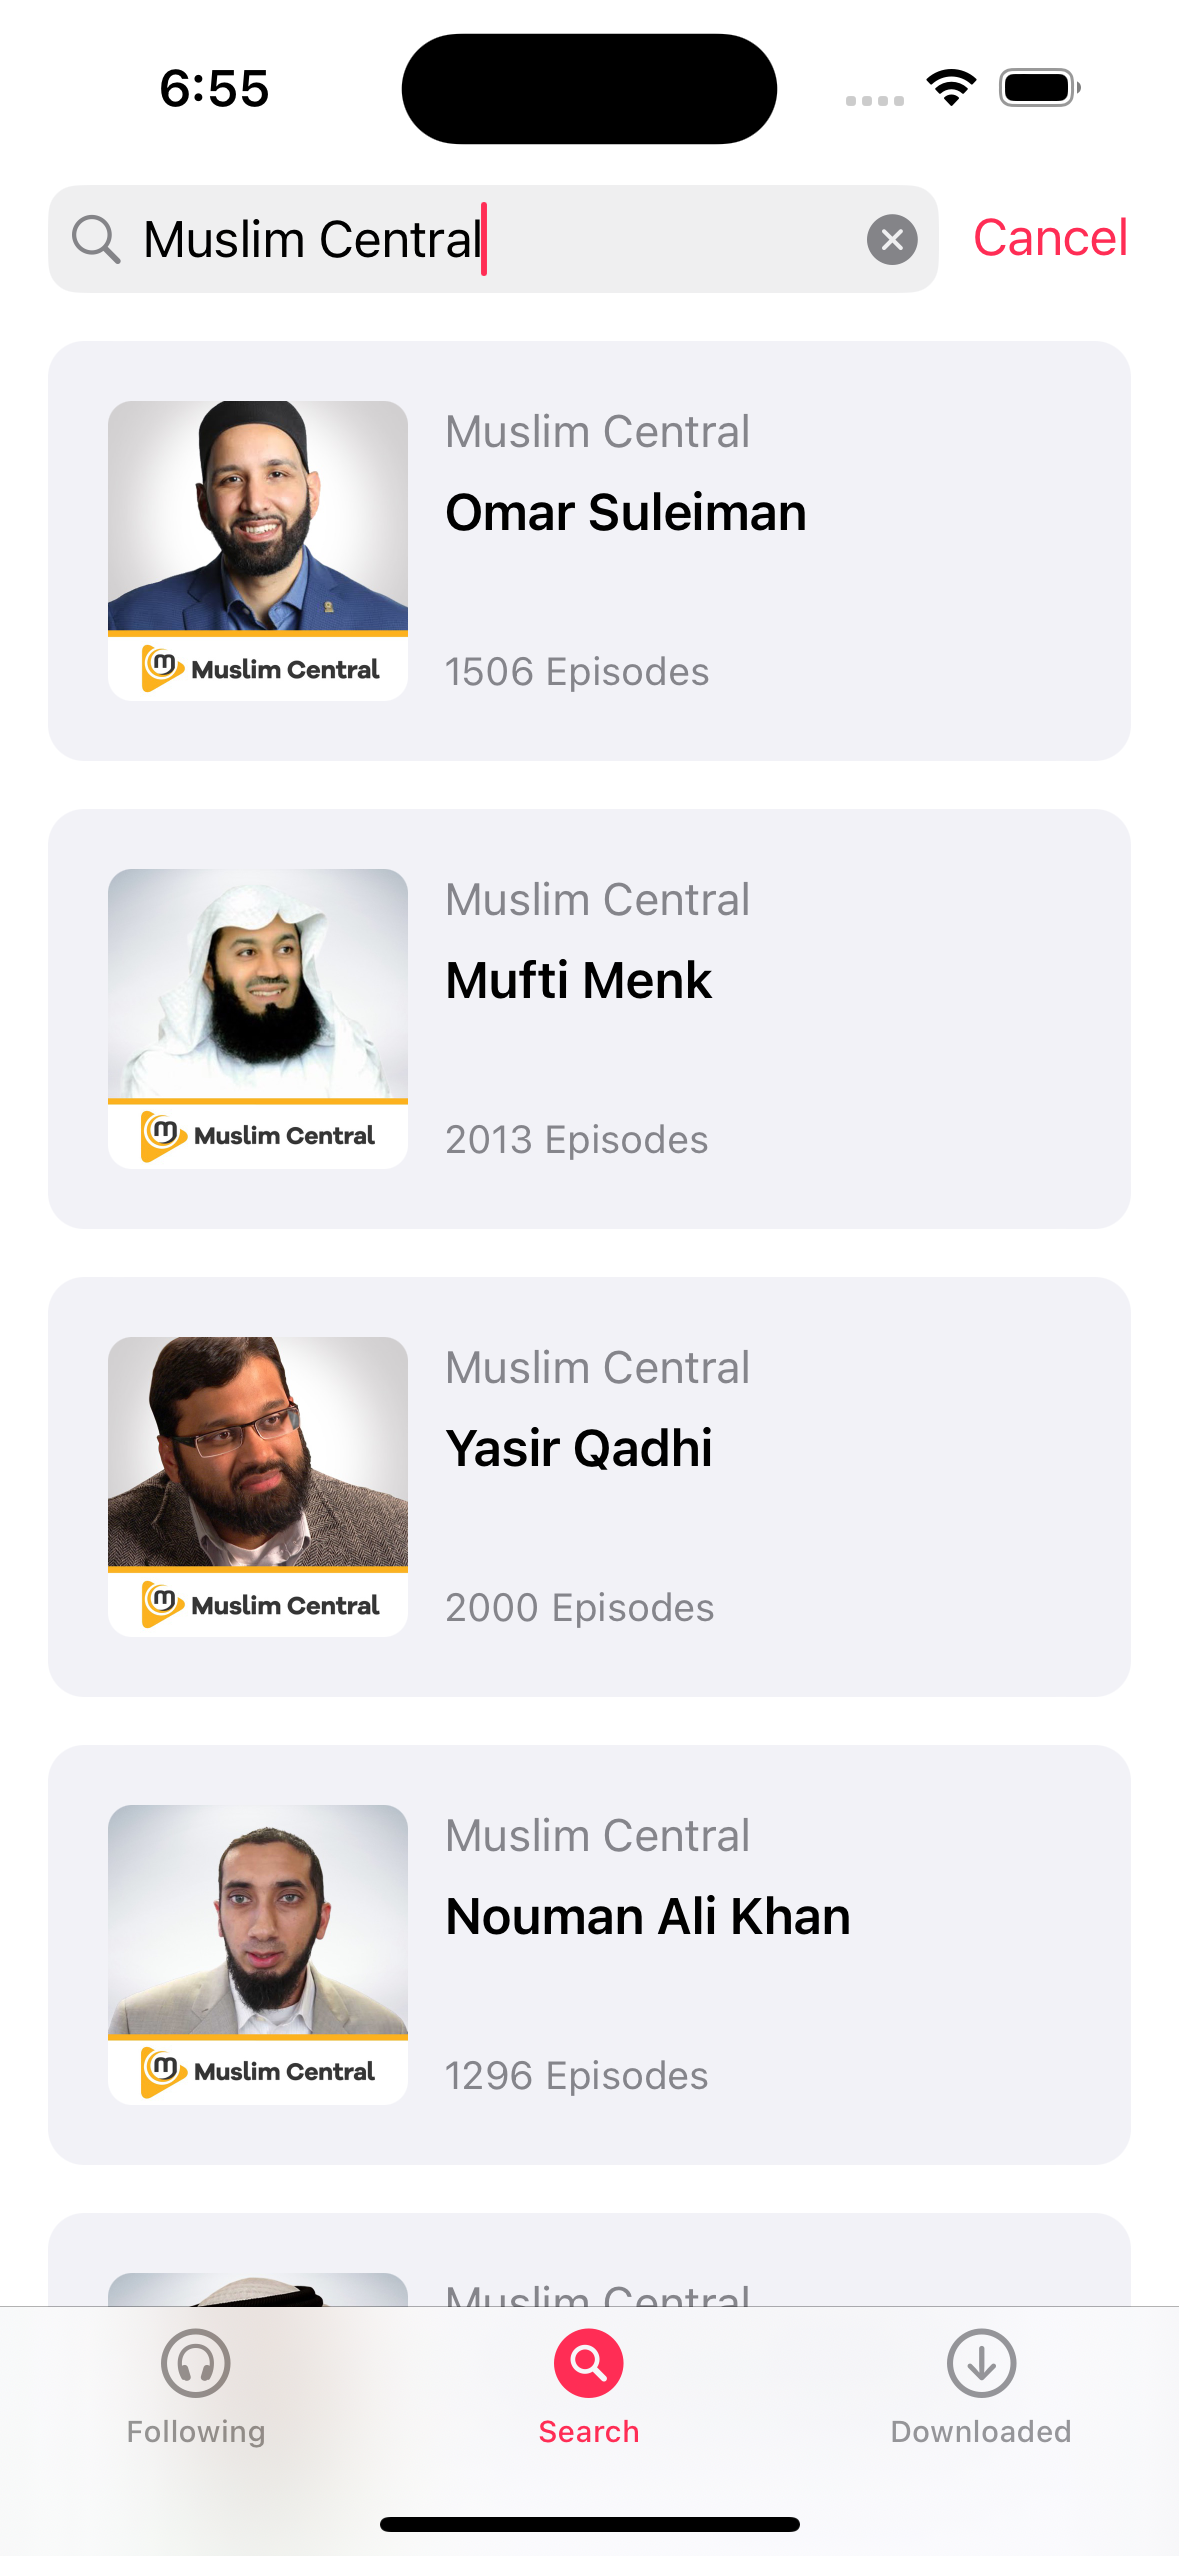 6:55
Muslim Central
Cancel
Muslim Central
Omar Suleiman
1506 Episodes
m Muslim Central
Muslim Central
Mufti Menk
2013 Episodes
m Muslim Central
Muslim Central
Yasir Qadhi
2000 Episodes
m Muslim Central
Muslim Central
Nouman Ali Khan
1296 Episodes
m Muslim Central
Muslim Central
Following
Search
Downloaded